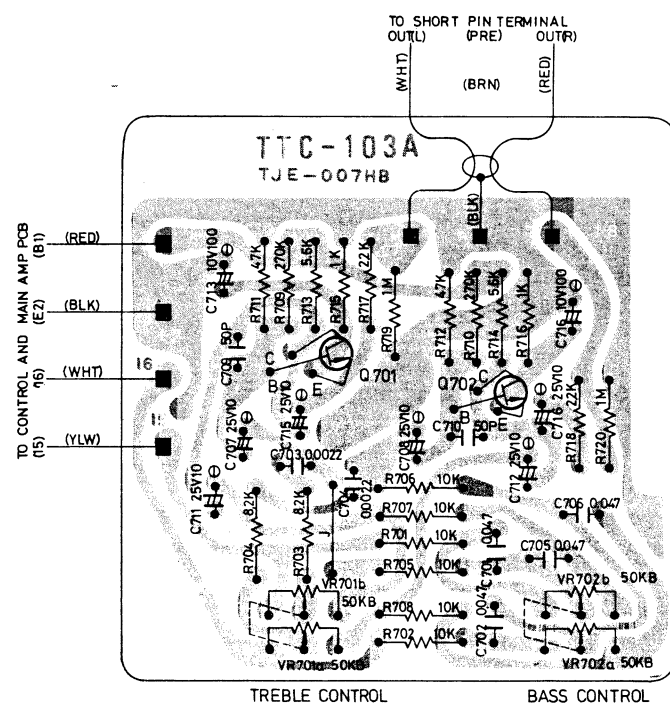 TO SHORT PIN TERMINAL
OUT(L) (PRE) OUT(R)
(WHT) (BRN) (RED)
TTC-103A
TJE-007HB
(BLK)
TO CONTROL AND MAIN AMP PCB
(B1) (RED)
(E2) (BLK)
(16) (WHT)
(15) (YLW)
16
C713 10V100
R711 47K
R709 270K
R713 5.6K
R715 1K
R717 22K
R719 1M
R712 47K
R710 270K
R714 5.6K
R716 1K
C716 10V100
50P
C B E Q701
Q702 C B E
C707 25V10
C715 25V10
C708 25V10
C710 50P
C716 25V10
R718 22K
R720 1M
C711 25V10
C703 0.0022
0.0022
C712 25V10
R706 10K
R707 10K
R701 10K
R705 10K
R708 10K
R702 10K
C706 0.047
C705 0.047
0.047
C702 0.047
R704 8.2K
R703 8.2K
J
VR701b
50KB
VR701a 50KB
VR702b 50KB
VR702a 50KB
TREBLE CONTROL BASS CONTROL